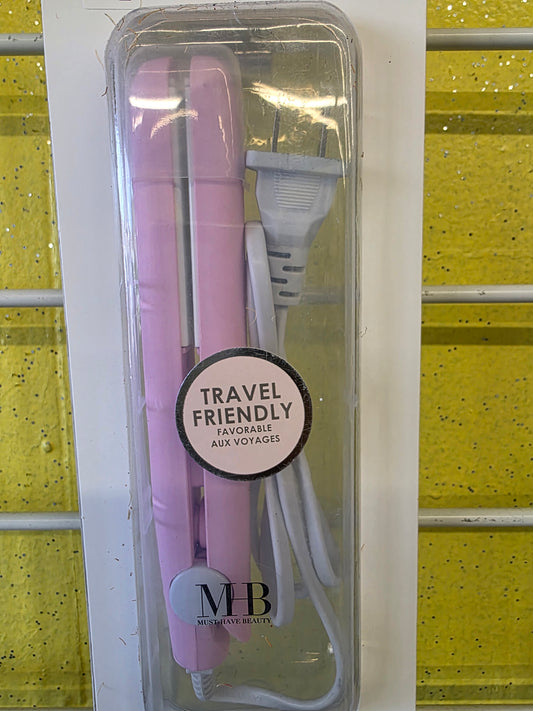 TRAVEL
FRIENDLY
FAVORABLE
AUX VOYAGES
MHB
MUST HAVE BEAUTY